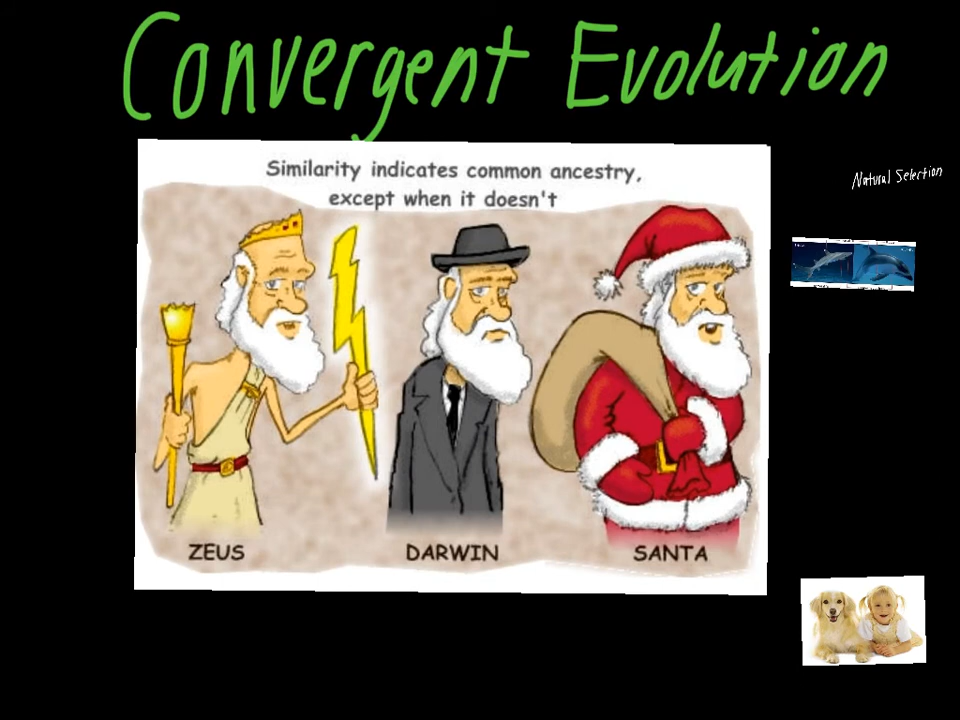 Convergent Evolution
Similarity indicates common ancestry,
except when it doesn't
Natural Selection
ZEUS
DARWIN
SANTA